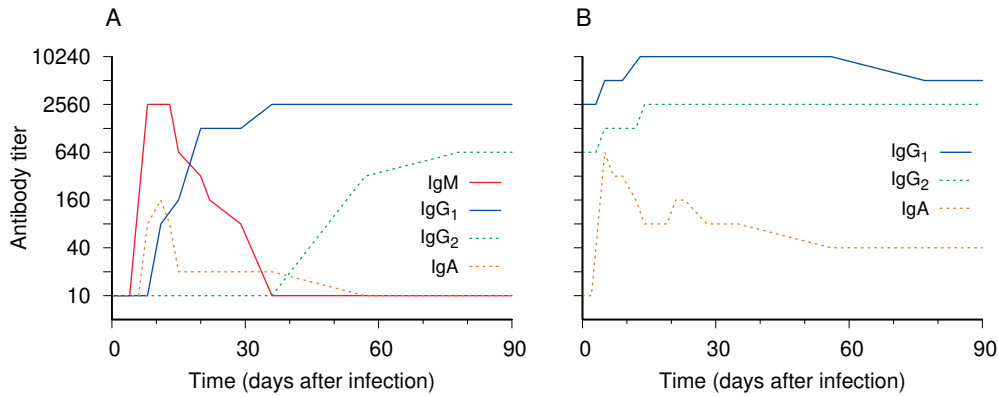 A
B
Antibody titer
10240
2560
640
160
40
10
IgM
IgG1
IgG2
IgA
0
30
60
90
Time (days after infection)
IgG1
IgG2
IgA
0
30
60
90
Time (days after infection)